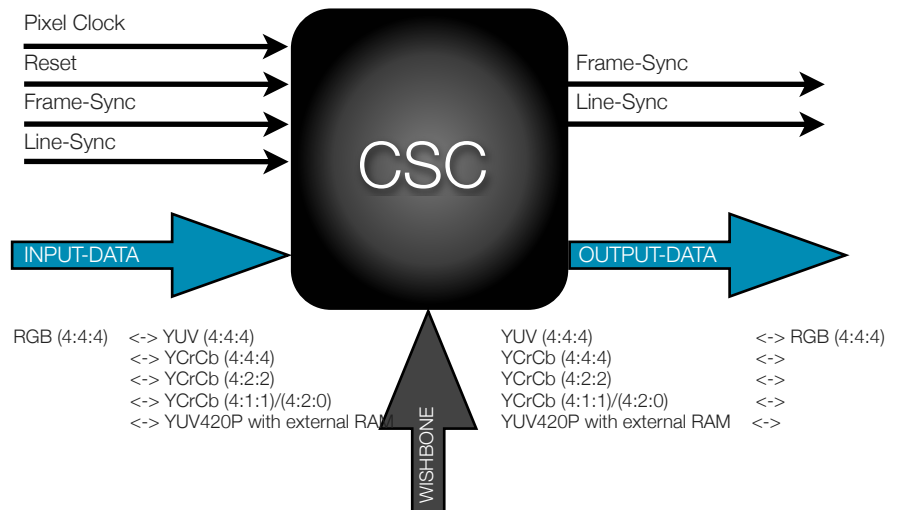 Pixel Clock
Reset
Frame-Sync
Line-Sync
CSC
Frame-Sync
Line-Sync
INPUT-DATA
OUTPUT-DATA
RGB (4:4:4) <-> YUV (4:4:4)
<-> YCrCb (4:4:4)
<-> YCrCb (4:2:2)
<-> YCrCb (4:1:1)/(4:2:0)
<-> YUV420P with external RAM
WISHBONE
YUV (4:4:4) <-> RGB (4:4:4)
YCrCb (4:4:4) <->
YCrCb (4:2:2) <->
YCrCb (4:1:1)/(4:2:0) <->
YUV420P with external RAM <->